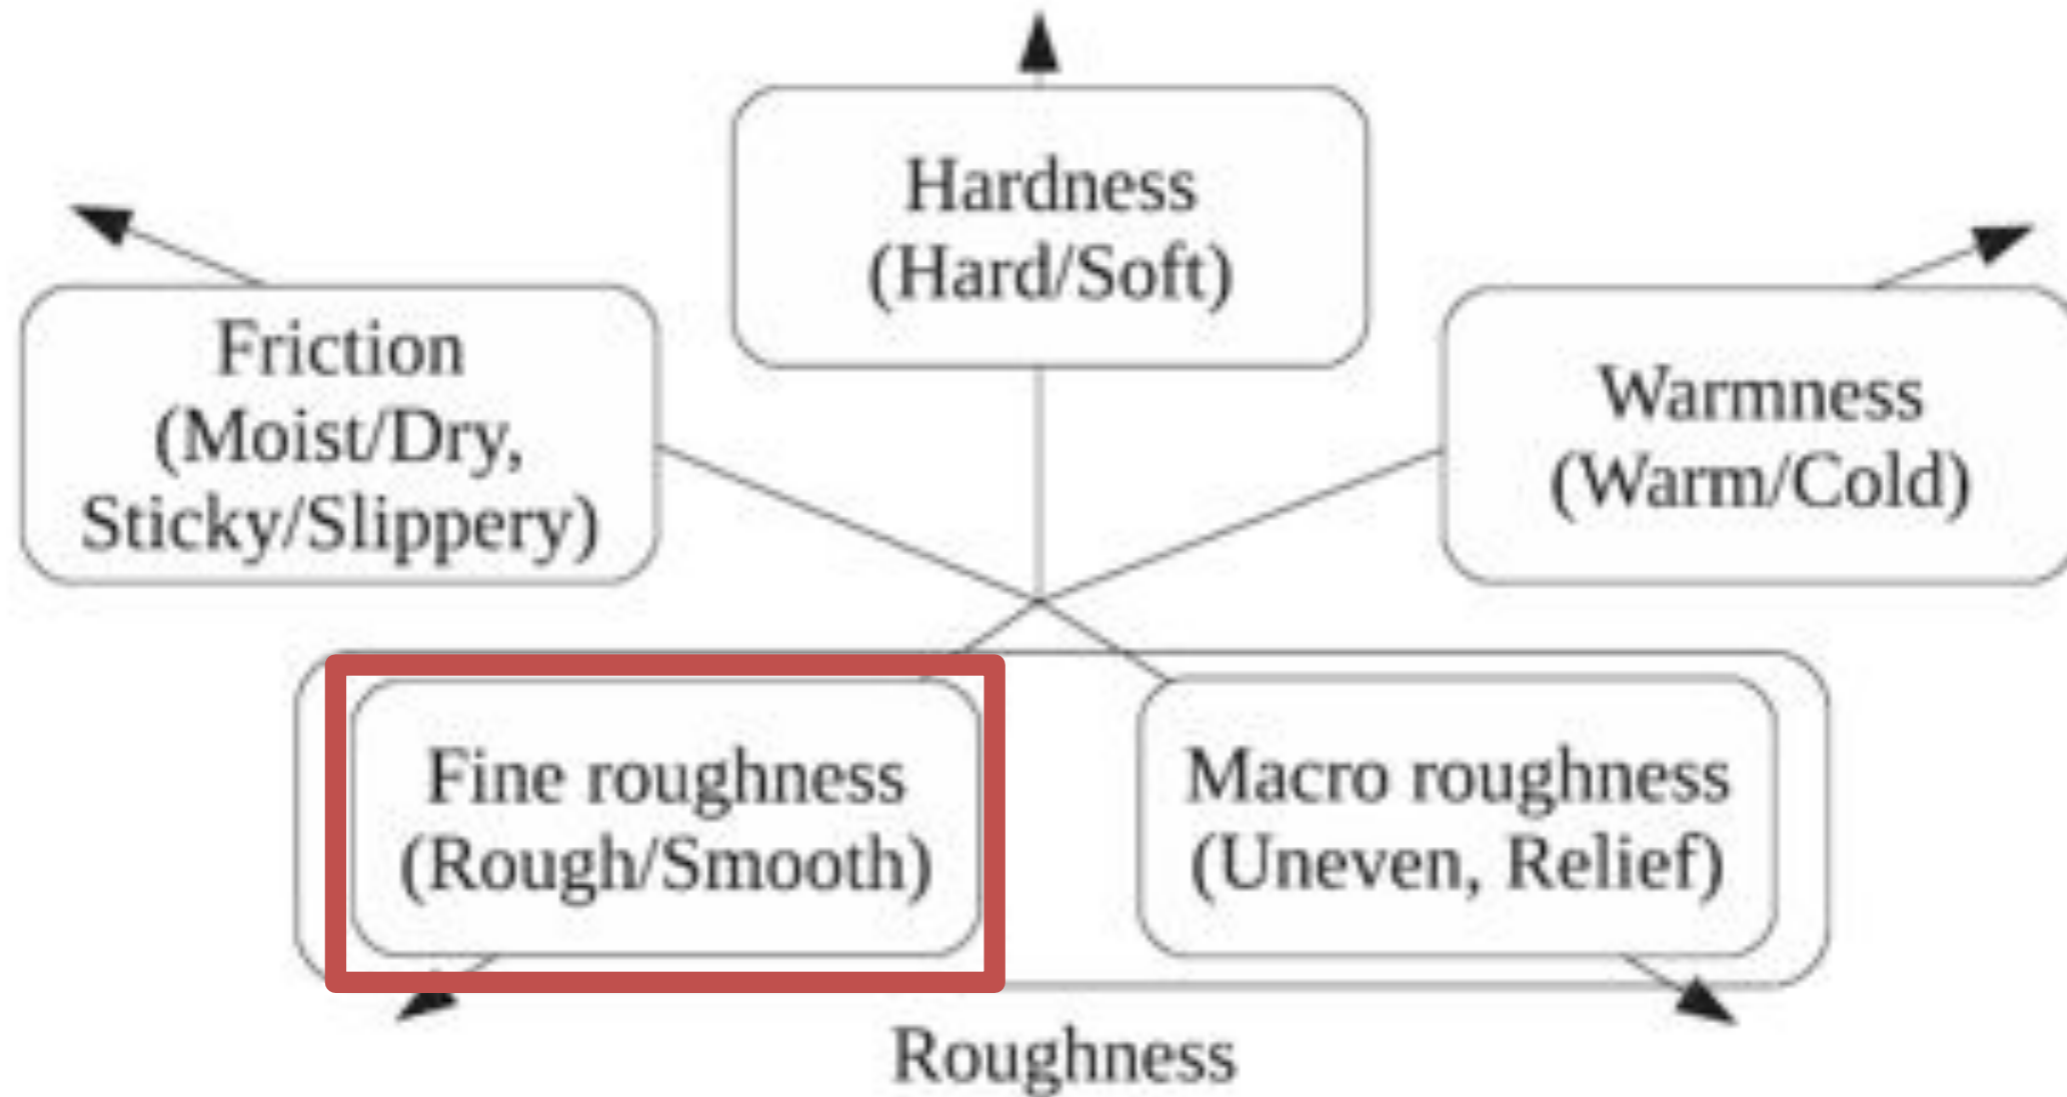 Hardness
(Hard/Soft)
Friction
(Moist/Dry,
Sticky/Slippery)
Warmness
(Warm/Cold)
Fine roughness
(Rough/Smooth)
Macro roughness
(Uneven, Relief)
Roughness